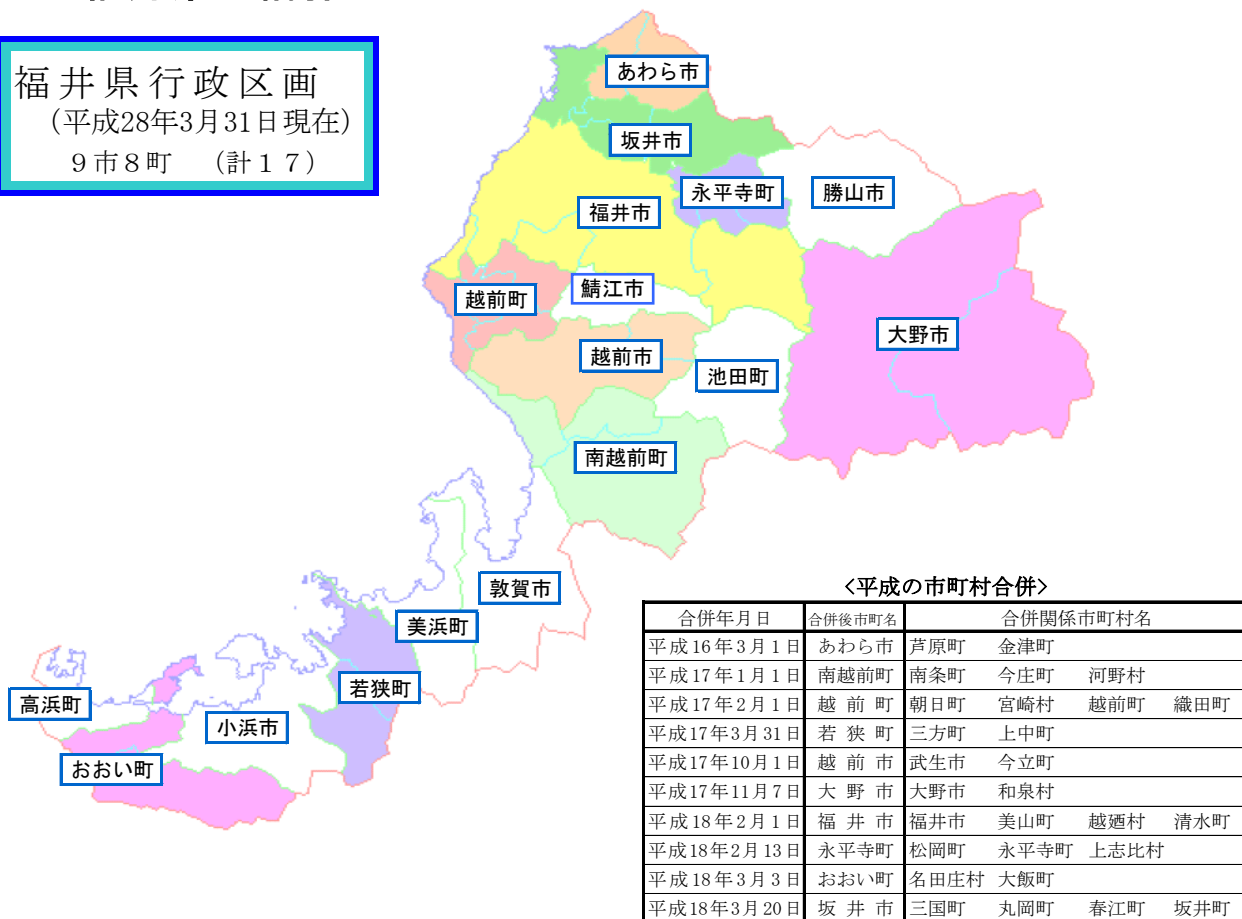 福井県行政区画
(平成28年3月31日現在)
9市8町 (計17)
あわら市
坂井市
永平寺町
勝山市
福井市
鯖江市
越前町
大野市
越前市
池田町
南越前町
敦賀市
美浜町
若狭町
高浜町
小浜市
おおい町
<平成の市町村合併>
合併年月日 合併後市町名 合併関係市町村名
平成16年3月1日 あわら市 芦原町 金津町
平成17年1月1日 南越前町 南条町 今庄町 河野村
平成17年2月1日 越前町 朝日町 宮崎村 越前町 織田町
平成17年3月31日 若狭町 三方町 上中町
平成17年10月1日 越前市 武生市 今立町
平成17年11月7日 大野市 大野市 和泉村
平成18年2月1日 福井市 福井市 美山町 越廼村 清水町
平成18年2月13日 永平寺町 松岡町 永平寺町 上志比村
平成18年3月3日 おおい町 名田庄村 大飯町
平成18年3月20日 坂井市 三国町 丸岡町 春江町 坂井町